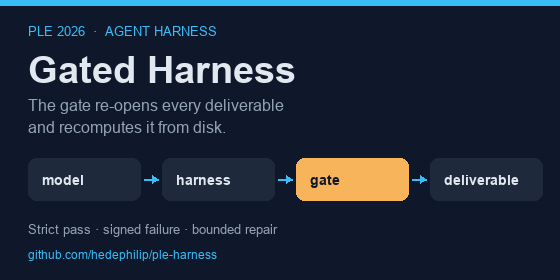 PLE 2026 · AGENT HARNESS
Gated Harness
The gate re-opens every deliverable
and recomputes it from disk.
model harness gate deliverable
Strict pass · signed failure · bounded repair
github.com/hedephilip/ple-harness